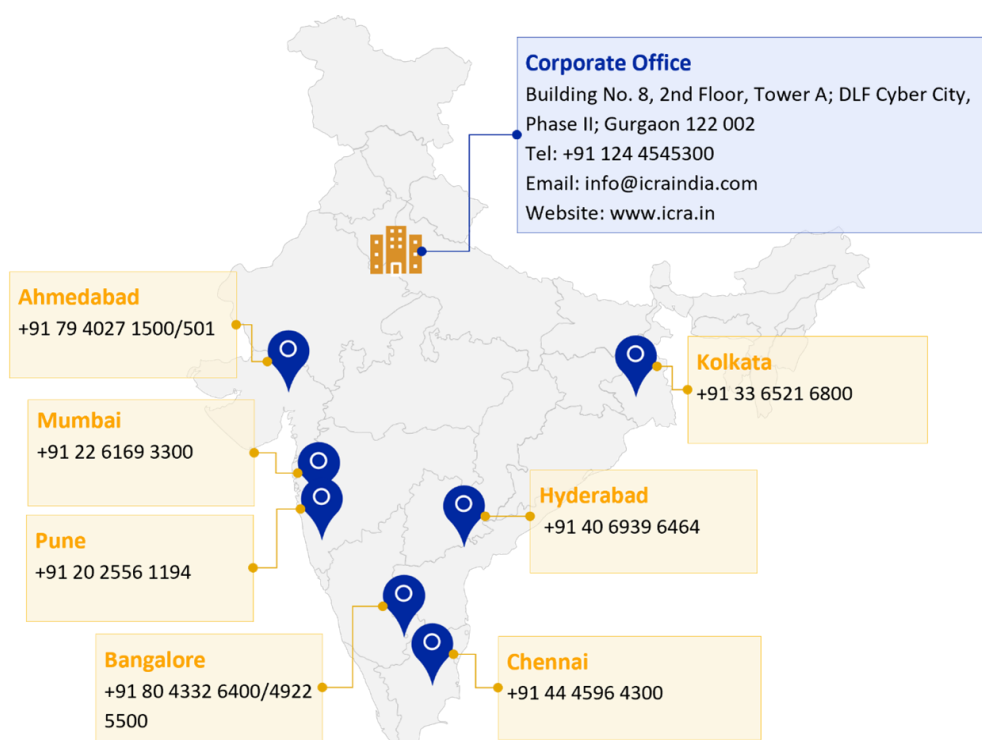 Corporate Office
Building No. 8, 2nd Floor, Tower A; DLF Cyber City,
Phase II; Gurgaon 122 002
Tel: +91 124 4545300
Email: info@icraindia.com
Website: www.icra.in
Ahmedabad
+91 79 4027 1500/501
Kolkata
+91 33 6521 6800
Mumbai
+91 22 6169 3300
Hyderabad
+91 40 6939 6464
Pune
+91 20 2556 1194
Bangalore
+91 80 4332 6400/4922
5500
Chennai
+91 44 4596 4300